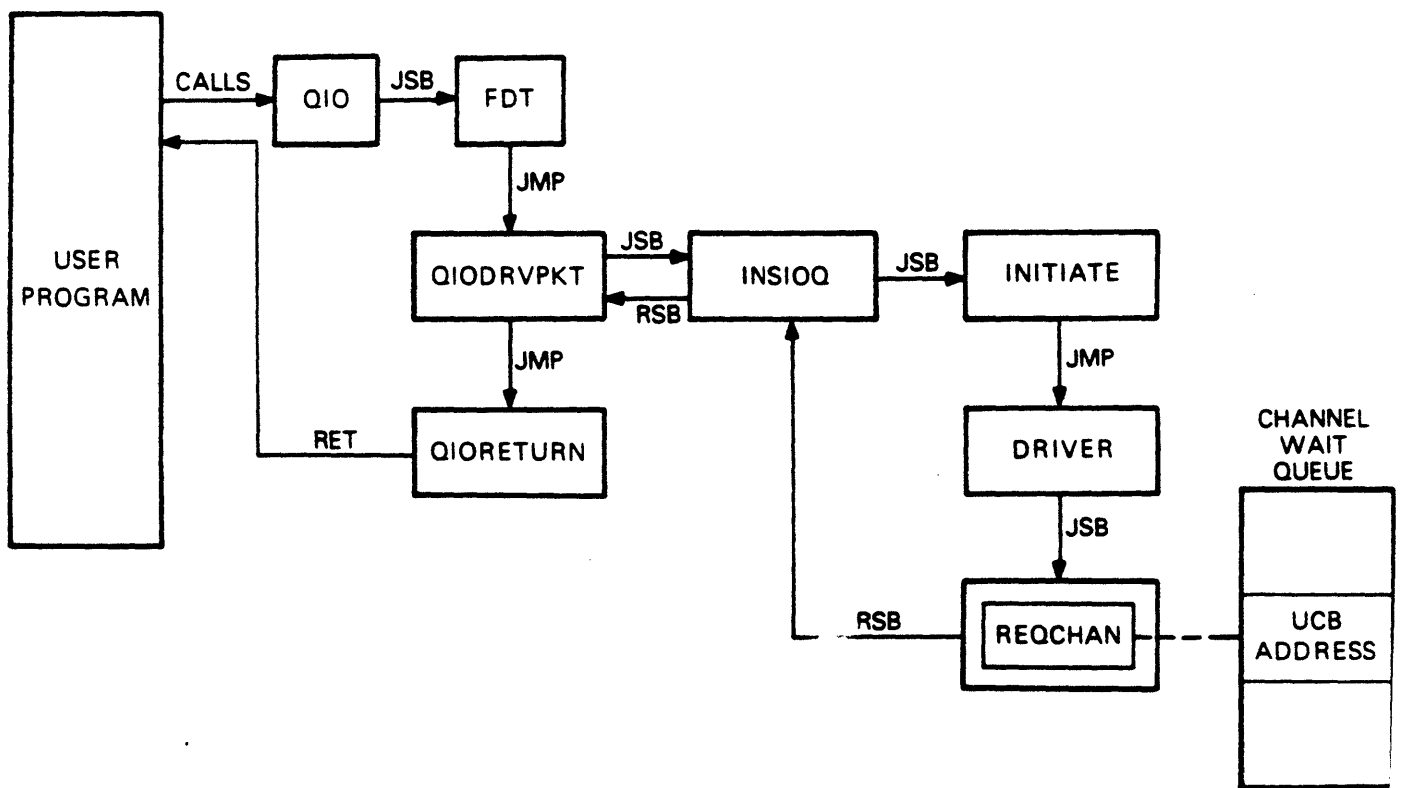 CALLS
QIO
JSB
FDT
JMP
USER
PROGRAM
QIODRVPKT
JSB
RSB
INSIOQ
JSB
INITIATE
JMP
QIORETURN
RET
JMP
DRIVER
JSB
CHANNEL
WAIT
QUEUE
RSB
REQCHAN
UCB
ADDRESS